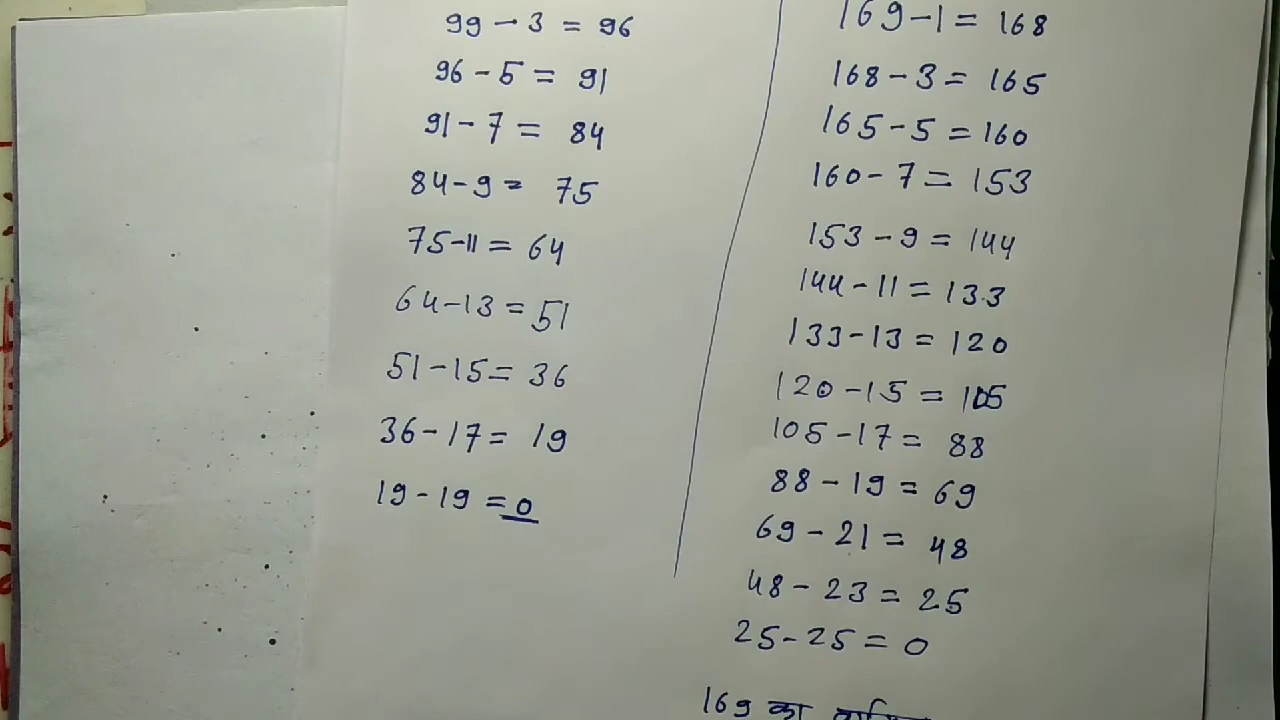 99 - 3 = 96
96 - 5 = 91
91 - 7 = 84
84 - 9 = 75
75 - 11 = 64
64 - 13 = 51
51 - 15 = 36
36 - 17 = 19
19 - 19 = 0
169 - 1 = 168
168 - 3 = 165
165 - 5 = 160
160 - 7 = 153
153 - 9 = 144
144 - 11 = 133
133 - 13 = 120
120 - 15 = 105
105 - 17 = 88
88 - 19 = 69
69 - 21 = 48
48 - 23 = 25
25 - 25 = 0
169 का